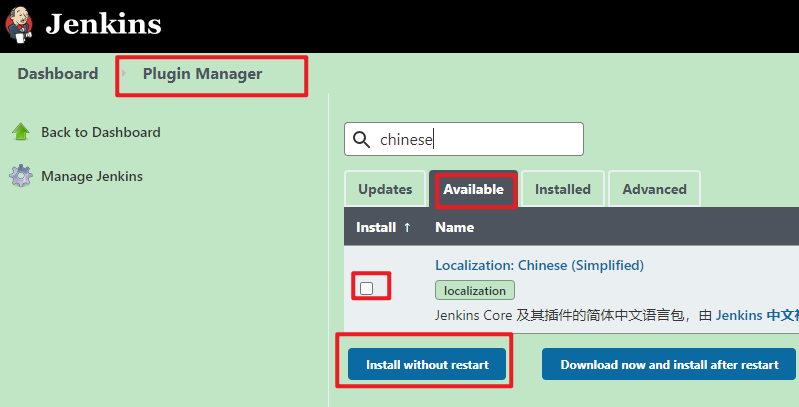 Jenkins
Dashboard Plugin Manager
Back to Dashboard
Manage Jenkins
chinese
Updates Available Installed Advanced
Install ↑ Name
Localization: Chinese (Simplified)
localization
Jenkins Core 及其插件的简体中文语言包，由 Jenkins 中文社
Install without restart Download now and install after restart